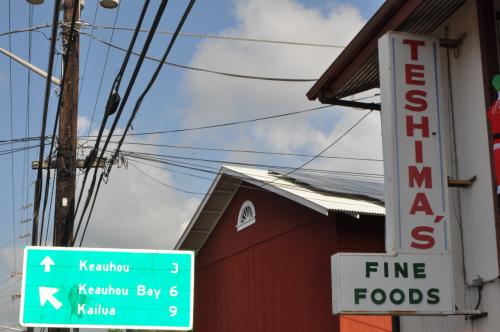 TESHIMA'S
FINE
FOODS
Keauhou 3
Keauhou Bay 6
Kailua 9